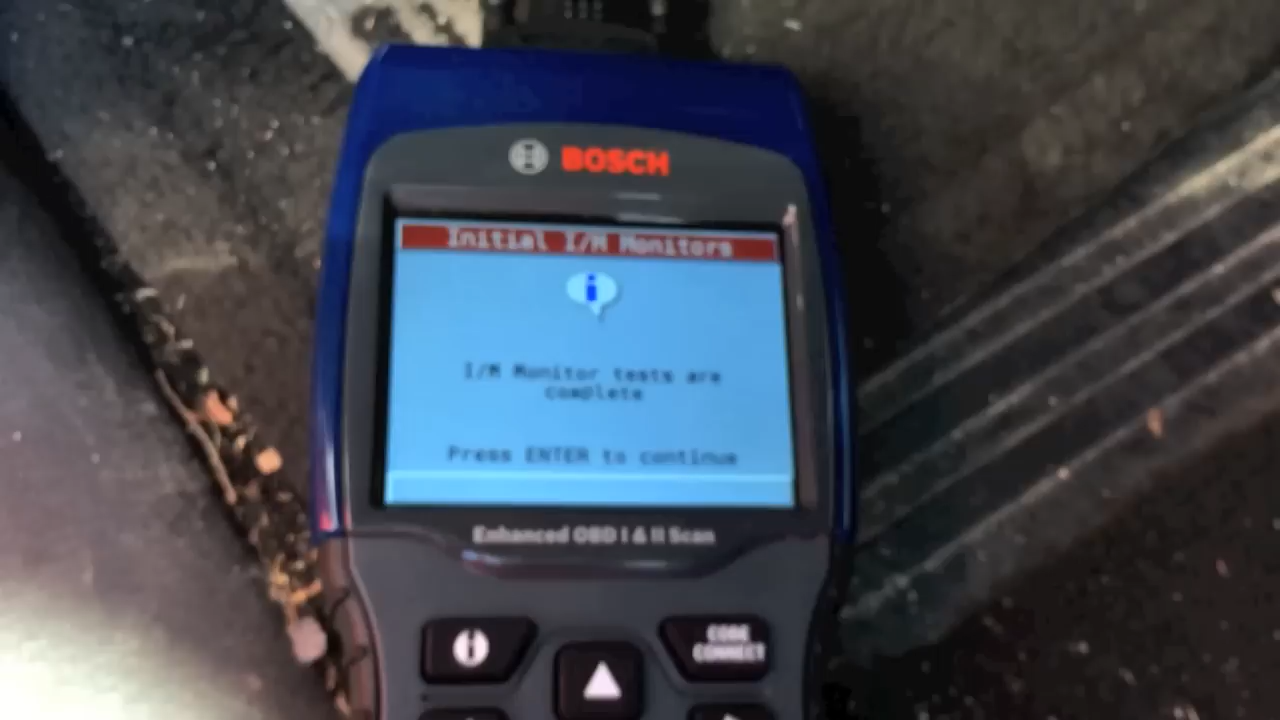 BOSCH
Initial I/M Monitors
i
I/M Monitor tests are
complete
Press ENTER to continue
Enhanced OBD I & II Scan
i
CODE
CONNECT